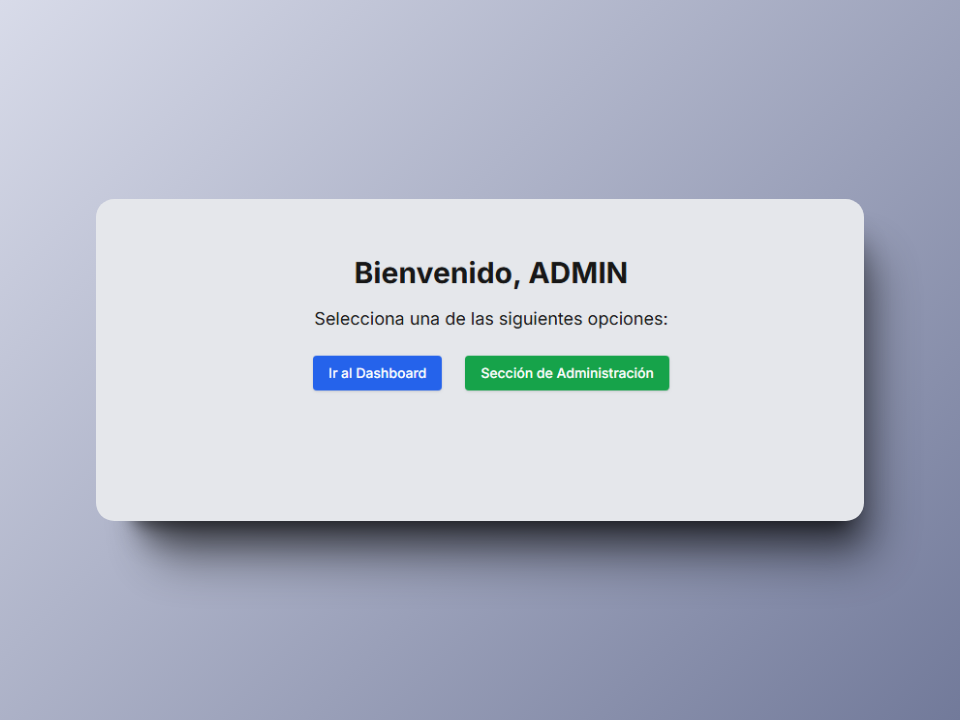 Bienvenido, ADMIN
Selecciona una de las siguientes opciones:
Ir al Dashboard
Sección de Administración